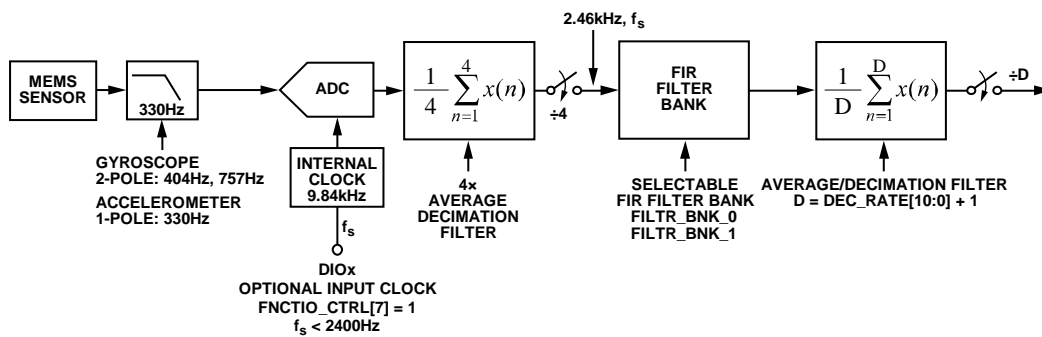 2.46kHz, fs
MEMS
SENSOR
330Hz
ADC
1/4 4∑n=1 x(n)
÷4
FIR
FILTER
BANK
1/D D∑n=1 x(n)
÷D
GYROSCOPE
2-POLE: 404Hz, 757Hz
ACCELEROMETER
1-POLE: 330Hz
INTERNAL
CLOCK
9.84kHz
fs
DIOx
OPTIONAL INPUT CLOCK
FNCTIO_CTRL[7] = 1
fs < 2400Hz
4×
AVERAGE
DECIMATION
FILTER
SELECTABLE
FIR FILTER BANK
FILTR_BNK_0
FILTR_BNK_1
AVERAGE/DECIMATION FILTER
D = DEC_RATE[10:0] + 1